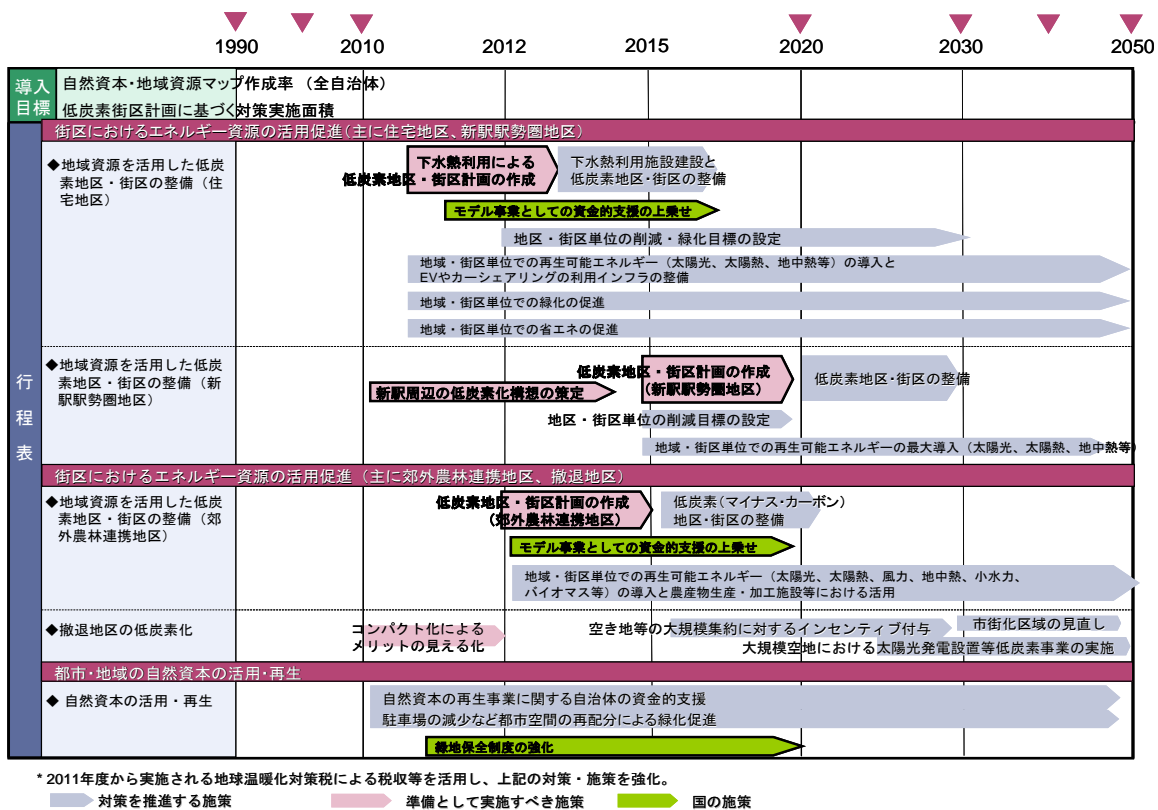 1990 2010 2012 2015 2020 2030 2050
導入
目標
自然資本・地域資源マップ作成率 （全自治体）
低炭素街区計画に基づく対策実施面積
行程表
街区におけるエネルギー資源の活用促進(主に住宅地区、新駅駅勢圏地区)
◆地域資源を活用した低炭
素地区・街区の整備（住
宅地区）
下水熱利用による
低炭素地区・街区計画の作成
下水熱利用施設建設と
低炭素地区・街区の整備
モデル事業としての資金的支援の上乗せ
地区・街区単位の削減・緑化目標の設定
地域・街区単位での再生可能エネルギー（太陽光、太陽熱、地中熱等）の導入と
EVやカーシェアリングの利用インフラの整備
地域・街区単位での緑化の促進
地域・街区単位での省エネの促進
◆地域資源を活用した低炭
素地区・街区の整備（新
駅駅勢圏地区）
低炭素地区・街区計画の作成
（新駅駅勢圏地区）
低炭素地区・街区の整備
新駅周辺の低炭素化構想の策定
地区・街区単位の削減目標の設定
地域・街区単位での再生可能エネルギーの最大導入（太陽光、太陽熱、地中熱等）
街区におけるエネルギー資源の活用促進（主に郊外農林連携地区、撤退地区）
◆地域資源を活用した低炭
素地区・街区の整備（郊
外農林連携地区）
低炭素地区・街区計画の作成
（郊外農林連携地区）
低炭素（マイナス・カーボン）
地区・街区の整備
モデル事業としての資金的支援の上乗せ
地域・街区単位での再生可能エネルギー（太陽光、太陽熱、風力、地中熱、小水力、
バイオマス等）の導入と農産物生産・加工施設等における活用
◆撤退地区の低炭素化
コンパクト化による
メリットの見える化
空き地等の大規模集約に対するインセンティブ付与
市街化区域の見直し
大規模空地における太陽光発電設置等低炭素事業の実施
都市・地域の自然資本の活用・再生
◆ 自然資本の活用・再生
自然資本の再生事業に関する自治体の資金的支援
駐車場の減少など都市空間の再配分による緑化促進
緑地保全制度の強化
* 2011年度から実施される地球温暖化対策税による税収等を活用し、上記の対策・施策を強化。
対策を推進する施策 準備として実施すべき施策 国の施策